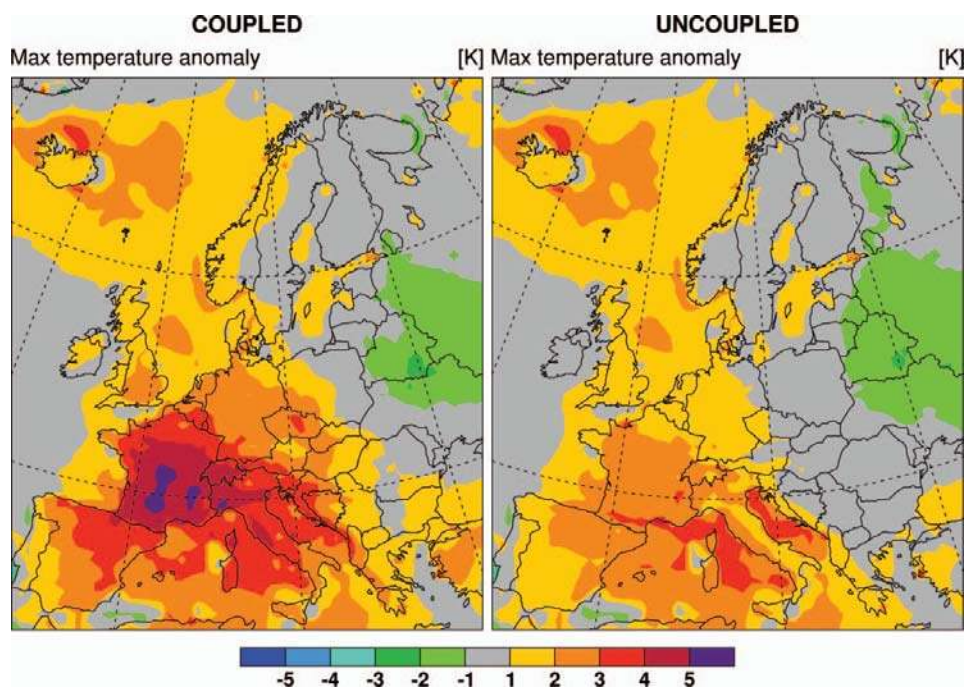 COUPLED
UNCOUPLED
Max temperature anomaly [K]
Max temperature anomaly [K]
-5 -4 -3 -2 -1 1 2 3 4 5